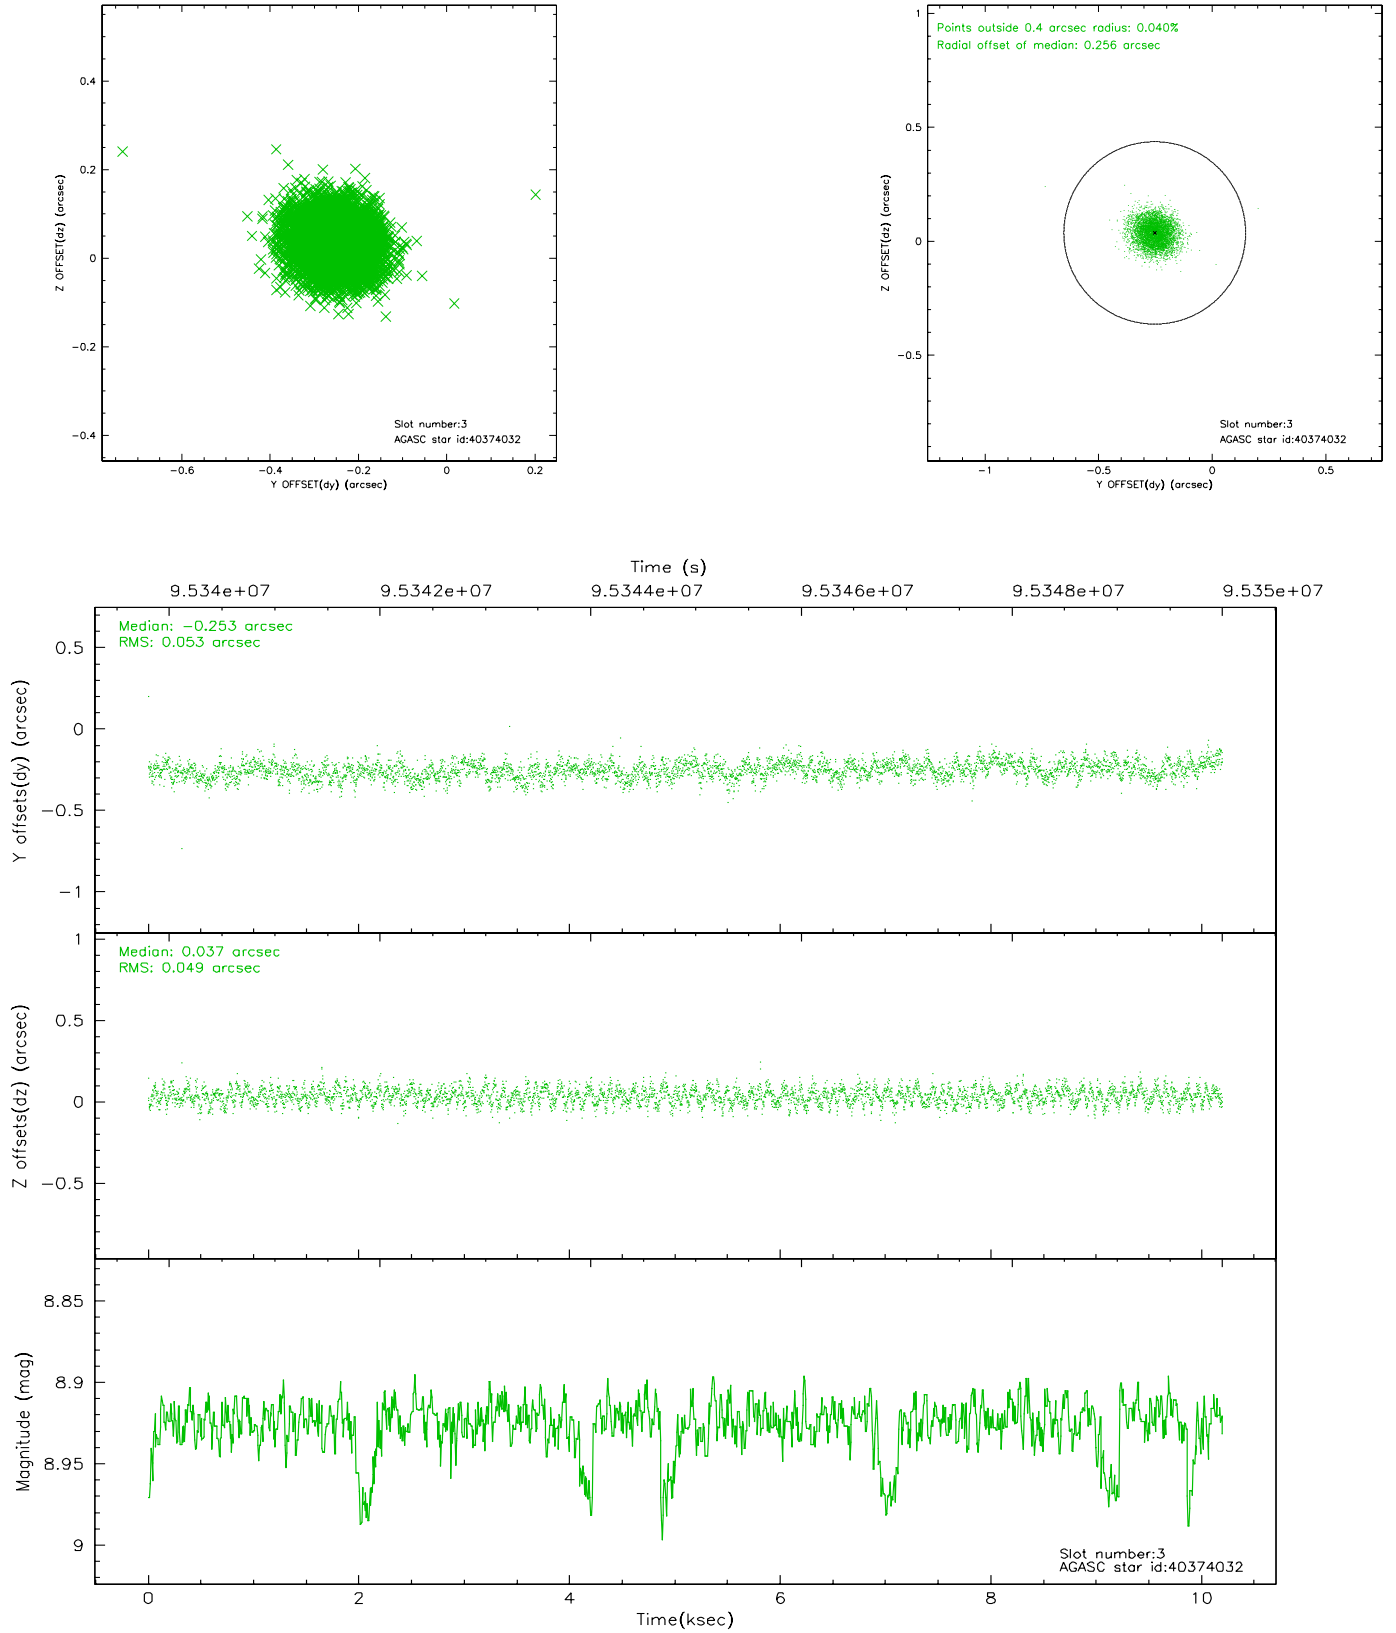 0.4
0.2
0
−0.2
−0.4
Z OFFSET(dz) (arcsec)
Slot number:3
AGASC star id:40374032
−0.6 −0.4 −0.2 0 0.2
Y OFFSET(dy) (arcsec)
Points outside 0.4 arcsec radius: 0.040%
Radial offset of median: 0.256 arcsec
1
0.5
0
−0.5
Z OFFSET(dz) (arcsec)
Slot number:3
AGASC star id:40374032
−1 −0.5 0 0.5
Y OFFSET(dy) (arcsec)
Time (s)
9.534e+07 9.5342e+07 9.5344e+07 9.5346e+07 9.5348e+07 9.535e+07
Median: −0.253 arcsec
RMS: 0.053 arcsec
0.5
0
−0.5
−1
Y offsets(dy) (arcsec)
Median: 0.037 arcsec
RMS: 0.049 arcsec
1
0.5
0
−0.5
Z offsets(dz) (arcsec)
8.85
8.9
8.95
9
Magnitude (mag)
Slot number:3
AGASC star id:40374032
0 2 4 6 8 10
Time(ksec)